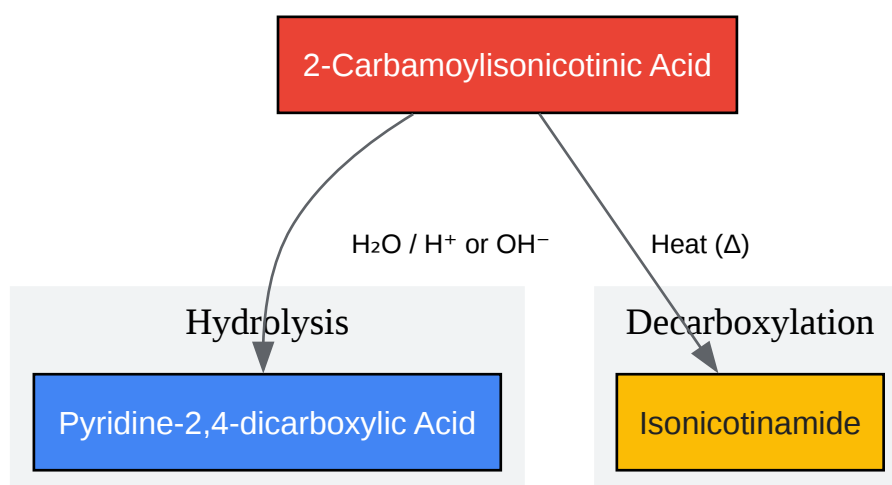 2-Carbamoylisonicotinic Acid
H₂O / H⁺ or OH⁻
Heat (Δ)
Hydrolysis
Decarboxylation
Pyridine-2,4-dicarboxylic Acid
Isonicotinamide